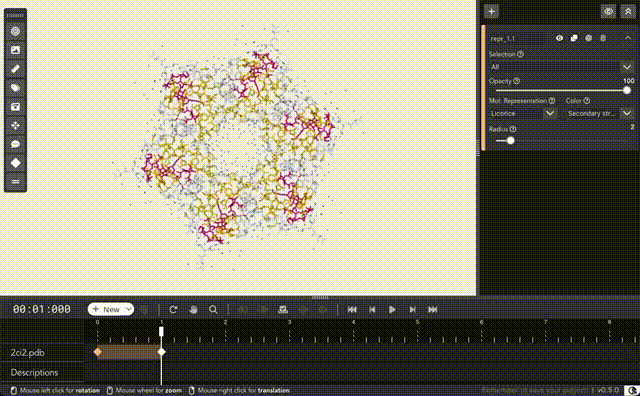 repr_1.1
Selection
All
Opacity 100
Mol. Representation Color
Licorice Secondary str...
Radius 2
00:01:000 + New
0 2 3 4 5 6 7 8
2ci2.pdb
Descriptions
Mouse left click for rotation Mouse wheel for zoom Mouse right click for translation Remember to save your project! | v0.5.0